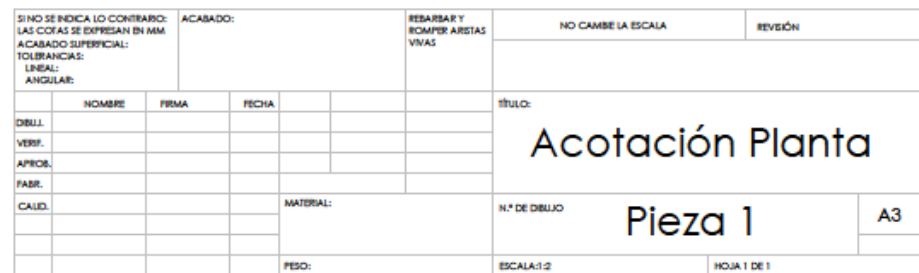 SI NO SE INDICA LO CONTRARIO:
LAS COTAS SE EXPRESAN EN MM
ACABADO SUPERFICIAL:
TOLERANCIAS:
LINEAL:
ANGULAR:
ACABADO:
REBARBAR Y
ROMPER ARISTAS
VIVAS
NO CAMBIE LA ESCALA
REVISIÓN
NOMBRE FIRMA FECHA
DIBUJ.
VERIF.
APROB.
FABR.
CALID.
TÍTULO:
Acotación Planta
MATERIAL:
N.º DE DIBUJO
Pieza 1
A3
PESO:
ESCALA:1:2
HOJA 1 DE 1